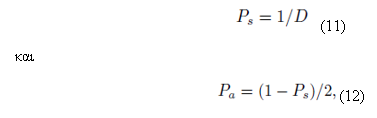 P_s = 1/D (11)
και
P_a = (1 − P_s)/2, (12)